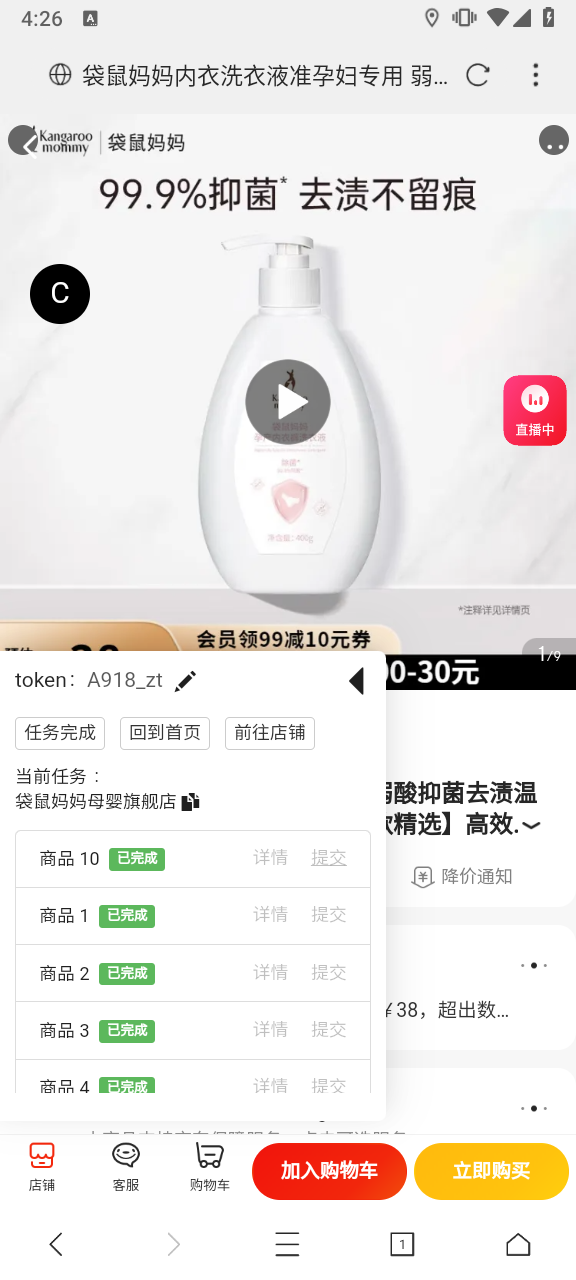 4:26
A
袋鼠妈妈内衣洗衣液准孕妇专用 弱…
Kangaroo mommy | 袋鼠妈妈
99.9%抑菌* 去渍不留痕
C
直播中
400g
*注释详见详情页
会员领99减10元券
1/9
00-30元
token: A918_zt
任务完成 回到首页 前往店铺
当前任务：
袋鼠妈妈母婴旗舰店
弱酸抑菌去渍温
精选】高效.
商品 10 已完成 详情 提交
降价通知
商品 1 已完成 详情 提交
商品 2 已完成 详情 提交
¥38，超出数…
商品 3 已完成 详情 提交
商品 4 已完成 详情 提交
店铺 客服 购物车 加入购物车 立即购买
1